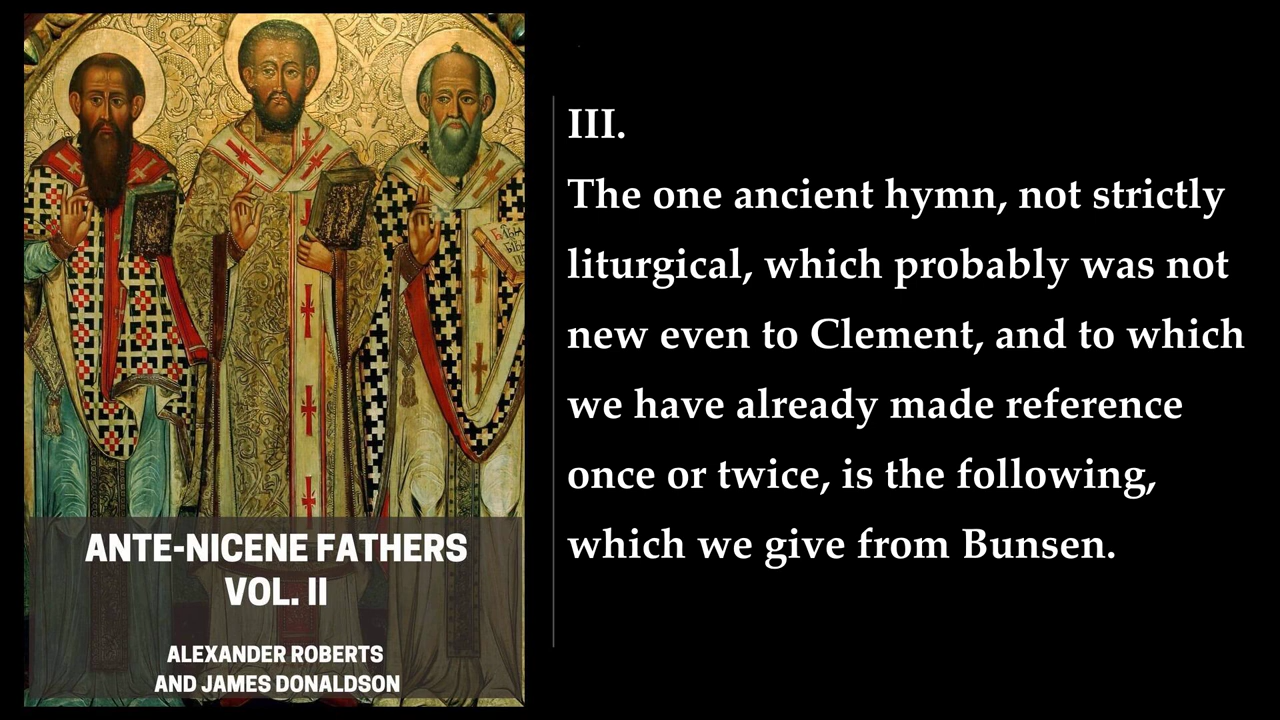 III.
The one ancient hymn, not strictly
liturgical, which probably was not
new even to Clement, and to which
we have already made reference
once or twice, is the following,
which we give from Bunsen.
ANTE-NICENE FATHERS
VOL. II
ALEXANDER ROBERTS
AND JAMES DONALDSON